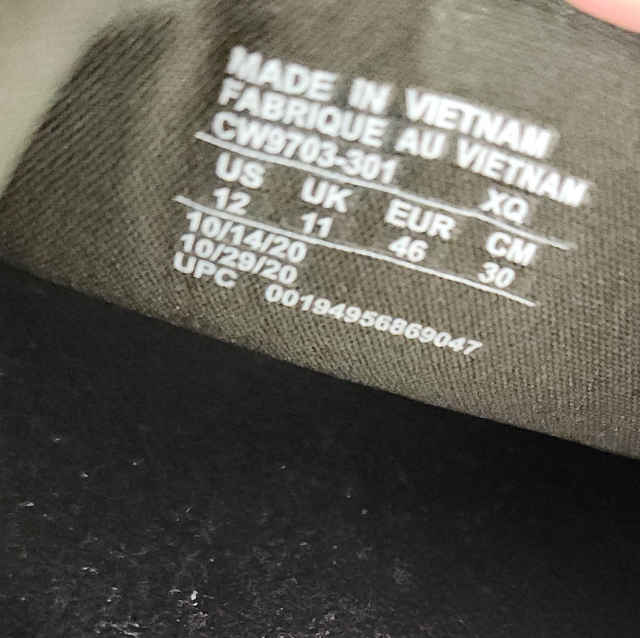 MADE IN VIETNAM
FABRIQUE AU VIETNAM
CW9703-301 XQ
US UK EUR CM
12 11 46 30
10/14/20
10/29/20
UPC 00194956869047